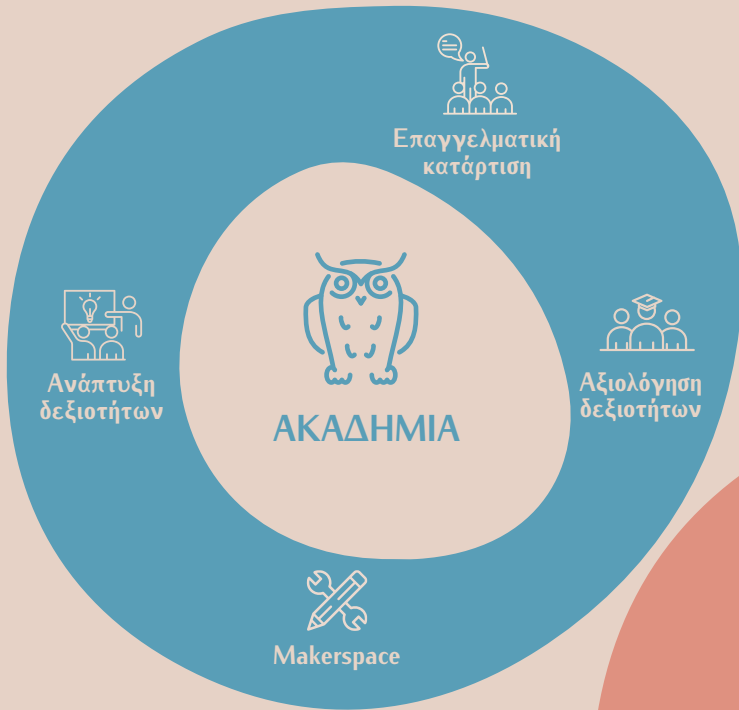 Επαγγελματική
κατάρτιση
Ανάπτυξη
δεξιοτήτων
ΑΚΑΔΗΜΙΑ
Αξιολόγηση
δεξιοτήτων
Makerspace